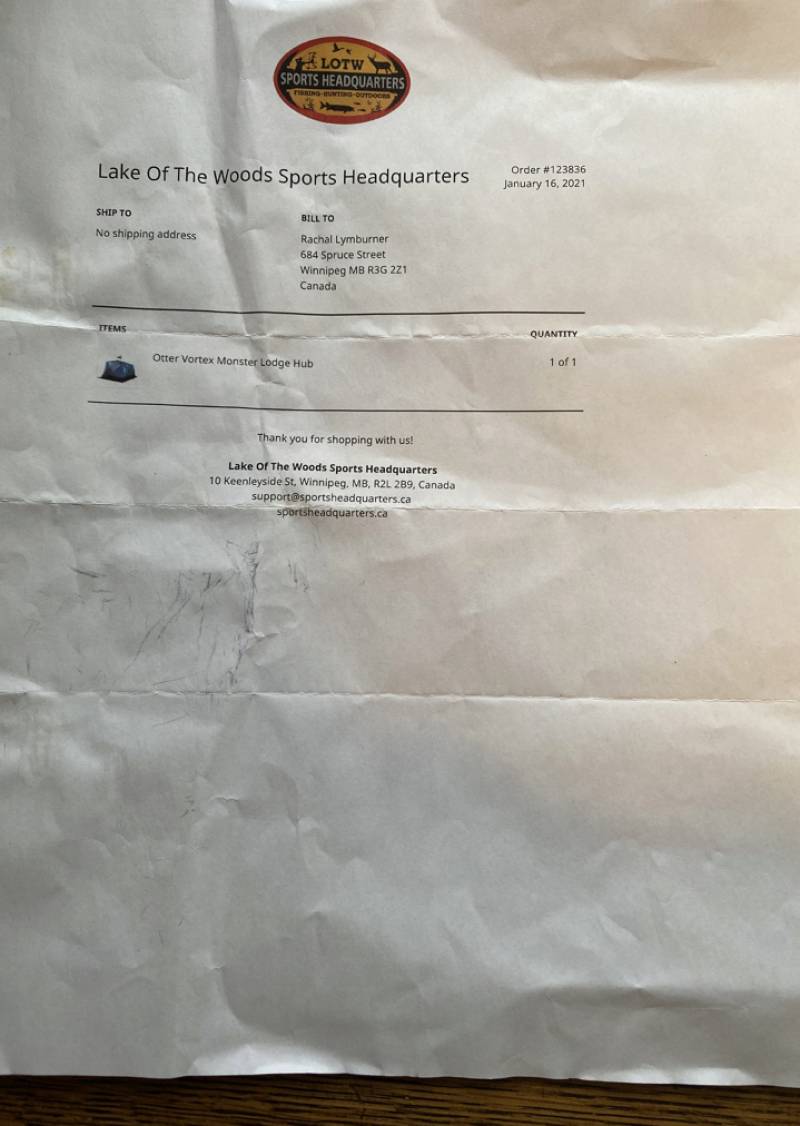 LOTW
SPORTS HEADQUARTERS
FISHING·HUNTING·OUTDOORS
Lake Of The Woods Sports Headquarters
Order #123836
January 16, 2021
SHIP TO
No shipping address
BILL TO
Rachal Lymburner
684 Spruce Street
Winnipeg MB R3G 2Z1
Canada
ITEMS
QUANTITY
Otter Vortex Monster Lodge Hub
1 of 1
Thank you for shopping with us!
Lake Of The Woods Sports Headquarters
10 Keenleyside St, Winnipeg, MB, R2L 2B9, Canada
support@sportsheadquarters.ca
sportsheadquarters.ca